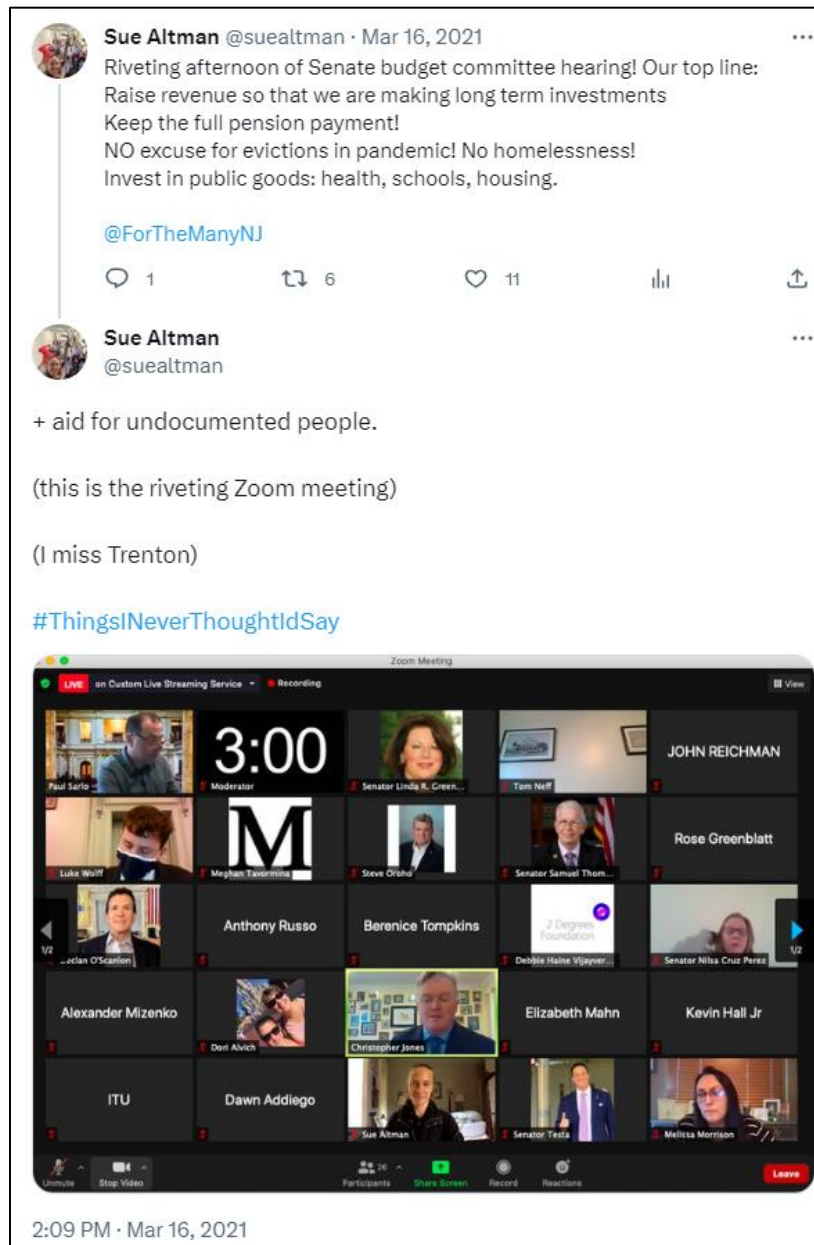 Sue Altman @suealtman · Mar 16, 2021
Riveting afternoon of Senate budget committee hearing! Our top line:
Raise revenue so that we are making long term investments
Keep the full pension payment!
NO excuse for evictions in pandemic! No homelessness!
Invest in public goods: health, schools, housing.
@ForTheManyNJ
1 6 11
Sue Altman
@suealtman
+ aid for undocumented people.
(this is the riveting Zoom meeting)
(I miss Trenton)
#ThingsINeverThoughtIdSay
Zoom Meeting
LIVE on Custom Live Streaming Service Recording View
Paul Sarlo
3:00
Moderator
Senator Linda R. Green...
Tom Neff
JOHN REICHMAN
Luke Wolff
M
Meghan Tavormina
Steve Oroho
Senator Samuel Thom...
Rose Greenblatt
1/2
Declan O'Scanlon
Anthony Russo
Berenice Tompkins
2 Degrees
Foundation
Debbie Haine Vijayver...
Senator Nilsa Cruz Perez
1/2
Alexander Mizenko
Dori Alvich
Christopher Jones
Elizabeth Mahn
Kevin Hall Jr
ITU
Dawn Addiego
Sue Altman
Senator Testa
Melissa Morrison
Unmute Stop Video 26 Participants Share Screen Record Reactions Leave
2:09 PM · Mar 16, 2021